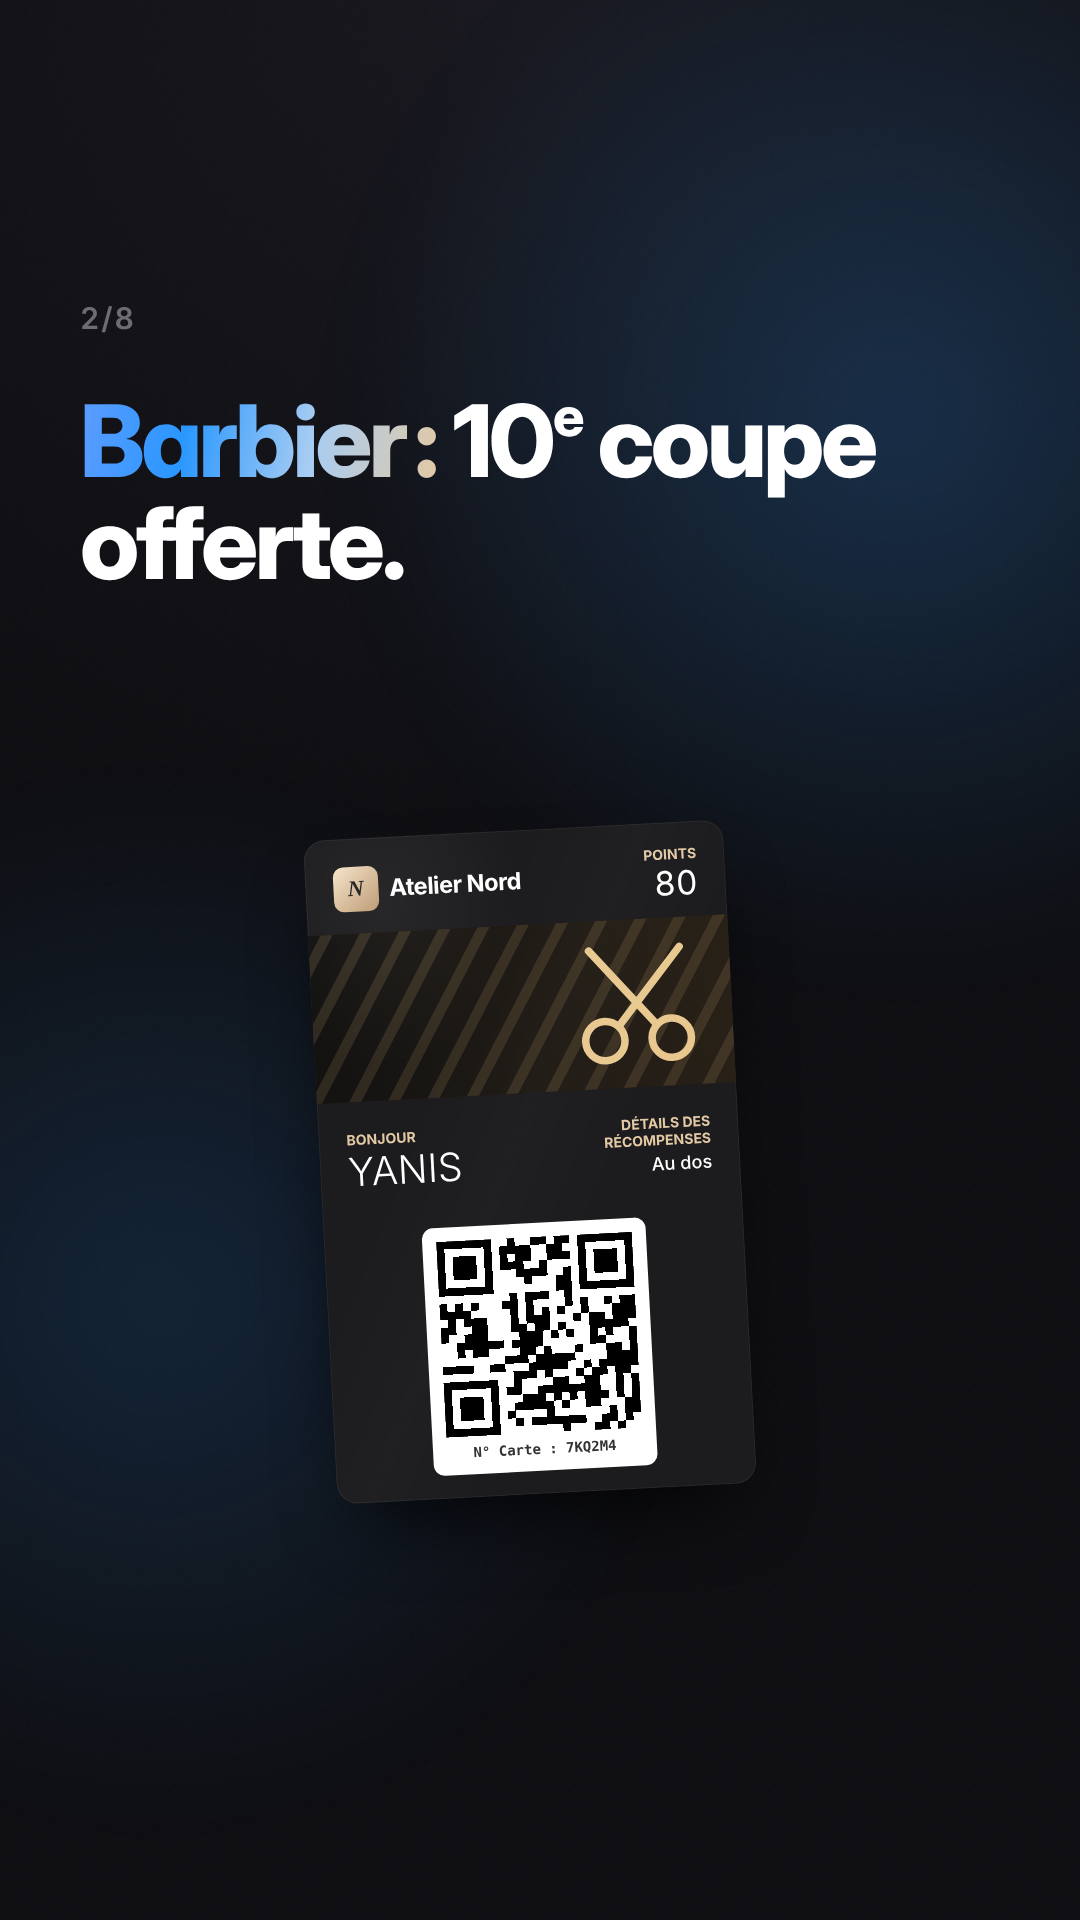 2/8
Barbier : 10e coupe
offerte.
N
Atelier Nord
POINTS
80
BONJOUR
YANIS
DÉTAILS DES
RÉCOMPENSES
Au dos
N° Carte : 7KQ2M4